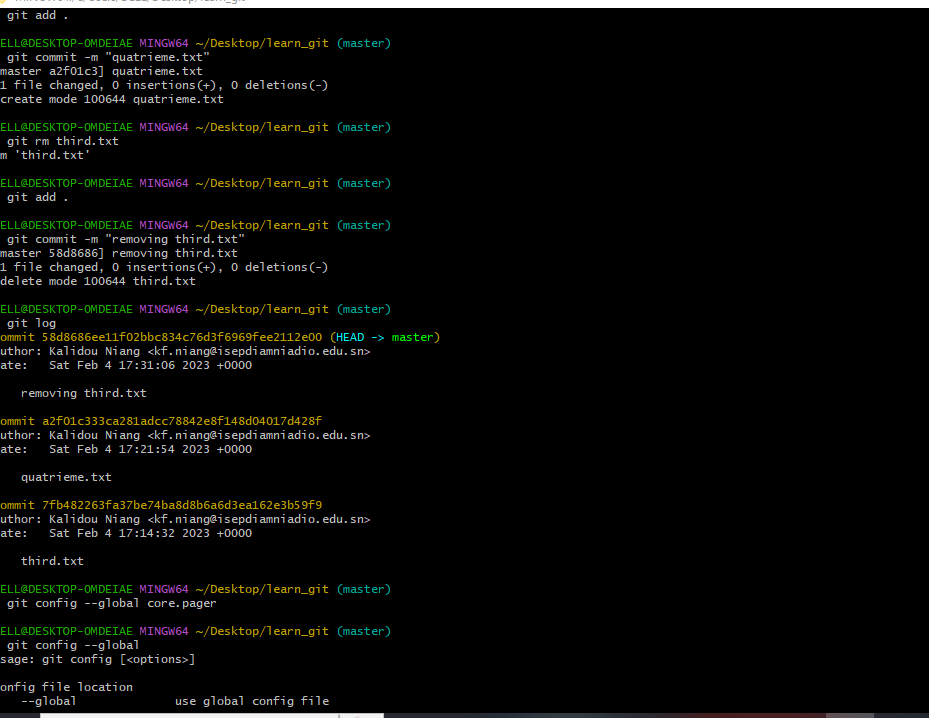 git add .
ELL@DESKTOP-OMDEIAE MINGW64 ~/Desktop/learn_git (master)
git commit -m "quatrieme.txt"
master a2f01c3] quatrieme.txt
1 file changed, 0 insertions(+), 0 deletions(-)
create mode 100644 quatrieme.txt
ELL@DESKTOP-OMDEIAE MINGW64 ~/Desktop/learn_git (master)
git rm third.txt
m 'third.txt'
ELL@DESKTOP-OMDEIAE MINGW64 ~/Desktop/learn_git (master)
git add .
ELL@DESKTOP-OMDEIAE MINGW64 ~/Desktop/learn_git (master)
git commit -m "removing third.txt"
master 58d8686] removing third.txt
1 file changed, 0 insertions(+), 0 deletions(-)
delete mode 100644 third.txt
ELL@DESKTOP-OMDEIAE MINGW64 ~/Desktop/learn_git (master)
git log
ommit 58d8686ee11f02bbc834c76d3f6969fee2112e00 (HEAD -> master)
uthor: Kalidou Niang <kf.niang@isepdiamniadio.edu.sn>
ate:   Sat Feb 4 17:31:06 2023 +0000
removing third.txt
ommit a2f01c333ca281adcc78842e8f148d04017d428f
uthor: Kalidou Niang <kf.niang@isepdiamniadio.edu.sn>
ate:   Sat Feb 4 17:21:54 2023 +0000
quatrieme.txt
ommit 7fb482263fa37be74ba8d8b6a6d3ea162e3b59f9
uthor: Kalidou Niang <kf.niang@isepdiamniadio.edu.sn>
ate:   Sat Feb 4 17:14:32 2023 +0000
third.txt
ELL@DESKTOP-OMDEIAE MINGW64 ~/Desktop/learn_git (master)
git config --global core.pager
ELL@DESKTOP-OMDEIAE MINGW64 ~/Desktop/learn_git (master)
git config --global
sage: git config [<options>]
onfig file location
--global              use global config file